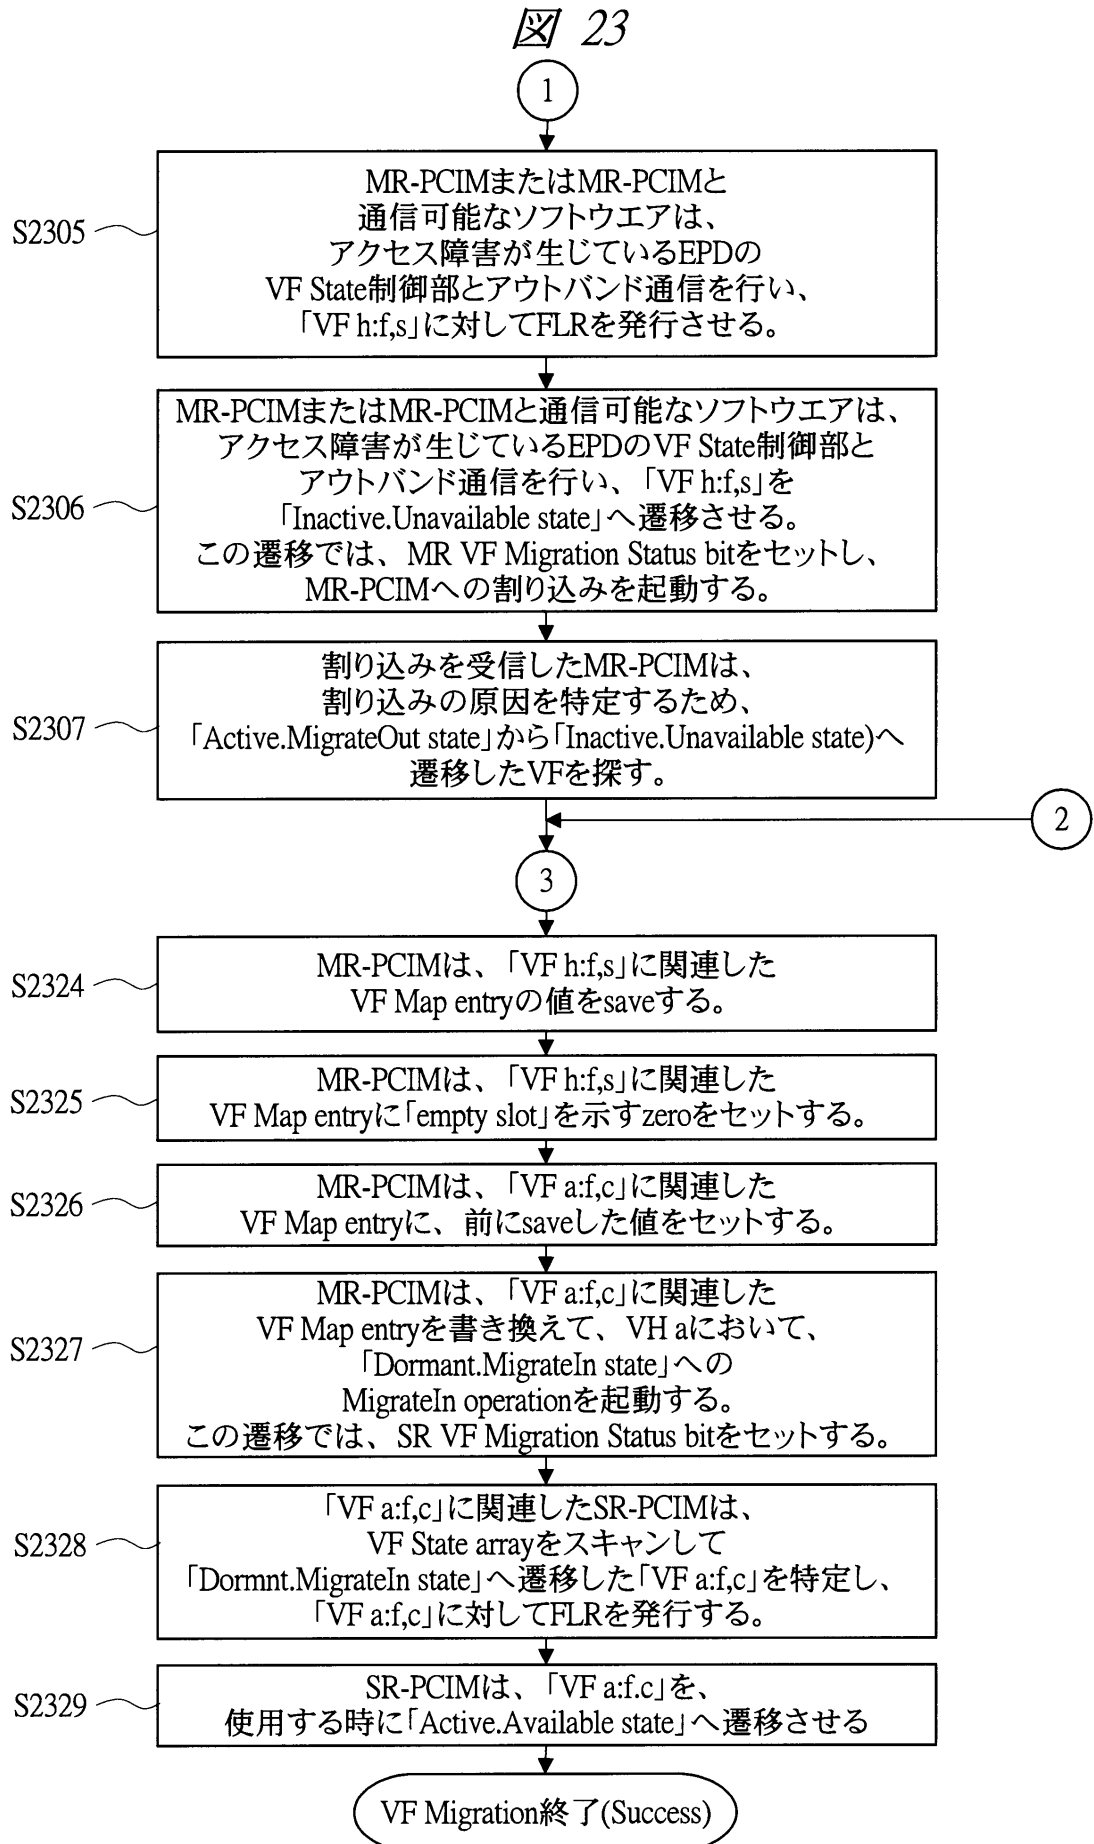 図 23
1
MR-PCIMまたはMR-PCIMと
通信可能なソフトウエアは、
アクセス障害が生じているEPDの
VF State制御部とアウトバンド通信を行い、
「VF h:f,s」に対してFLRを発行させる。
S2305
MR-PCIMまたはMR-PCIMと通信可能なソフトウエアは、
アクセス障害が生じているEPDのVF State制御部と
アウトバンド通信を行い、「VF h:f,s」を
「Inactive.Unavailable state」へ遷移させる。
この遷移では、MR VF Migration Status bitをセットし、
MR-PCIMへの割り込みを起動する。
S2306
割り込みを受信したMR-PCIMは、
割り込みの原因を特定するため、
「Active.MigrateOut state」から「Inactive.Unavailable state)へ
遷移したVFを探す。
S2307
2
3
MR-PCIMは、「VF h:f,s」に関連した
VF Map entryの値をsaveする。
S2324
MR-PCIMは、「VF h:f,s」に関連した
VF Map entryに「empty slot」を示すzeroをセットする。
S2325
MR-PCIMは、「VF a:f,c」に関連した
VF Map entryに、前にsaveした値をセットする。
S2326
MR-PCIMは、「VF a:f,c」に関連した
VF Map entryを書き換えて、VH aにおいて、
「Dormant.MigrateIn state」への
MigrateIn operationを起動する。
この遷移では、SR VF Migration Status bitをセットする。
S2327
「VF a:f,c」に関連したSR-PCIMは、
VF State arrayをスキャンして
「Dormnt.MigrateIn state」へ遷移した「VF a:f,c」を特定し、
「VF a:f,c」に対してFLRを発行する。
S2328
SR-PCIMは、「VF a:f.c」を、
使用する時に「Active.Available state」へ遷移させる
S2329
VF Migration終了(Success)